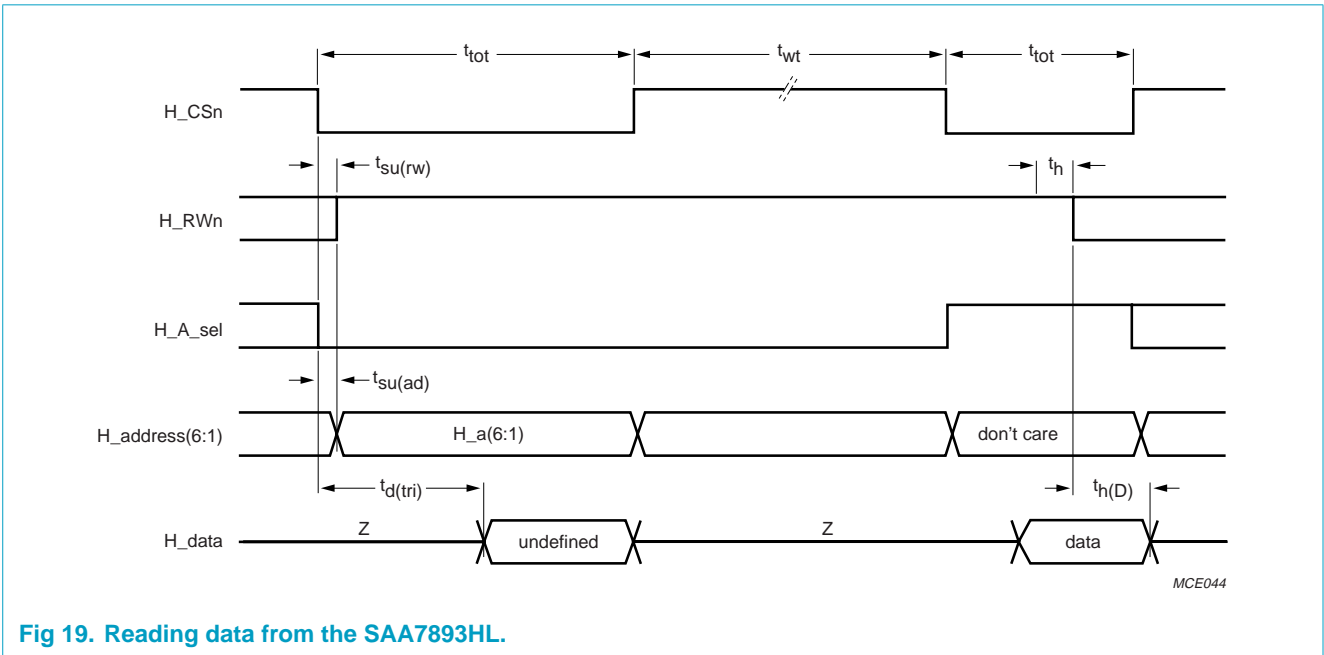 t_tot t_wt t_tot
H_CSn
t_su(rw) t_h
H_RWn
H_A_sel
t_su(ad)
H_address(6:1) H_a(6:1) don't care
t_d(tri) t_h(D)
H_data Z undefined Z data
MCE044
Fig 19. Reading data from the SAA7893HL.